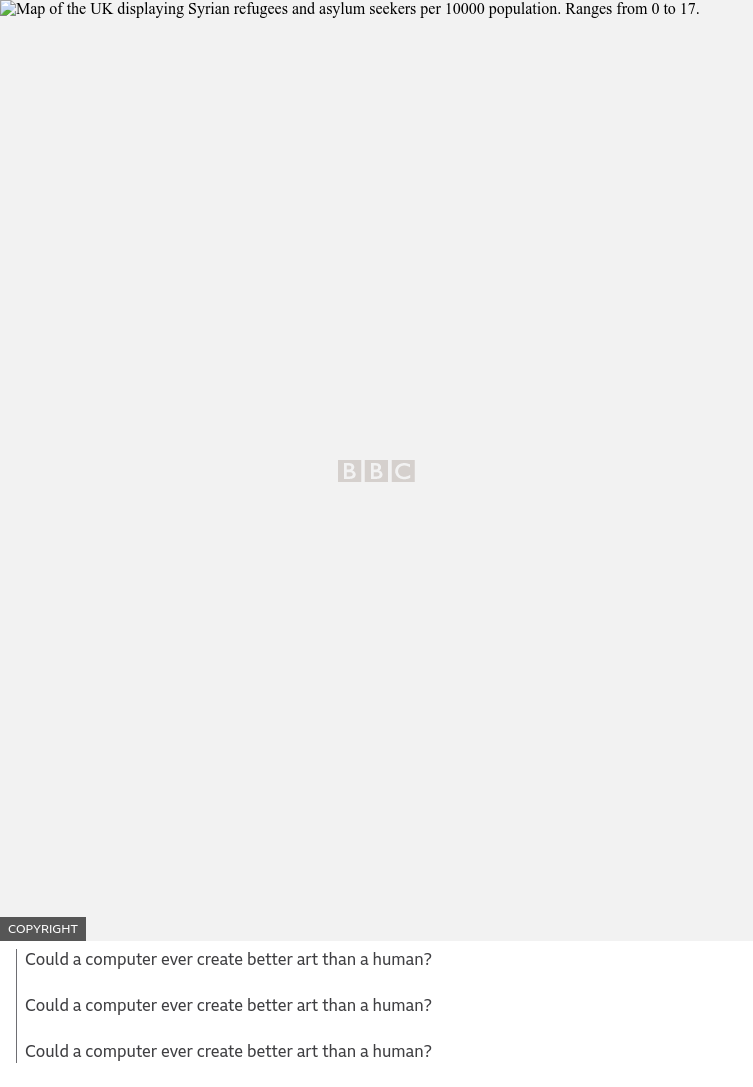 Map of the UK displaying Syrian refugees and asylum seekers per 10000 population. Ranges from 0 to 17.
BBC
COPYRIGHT
Could a computer ever create better art than a human?
Could a computer ever create better art than a human?
Could a computer ever create better art than a human?